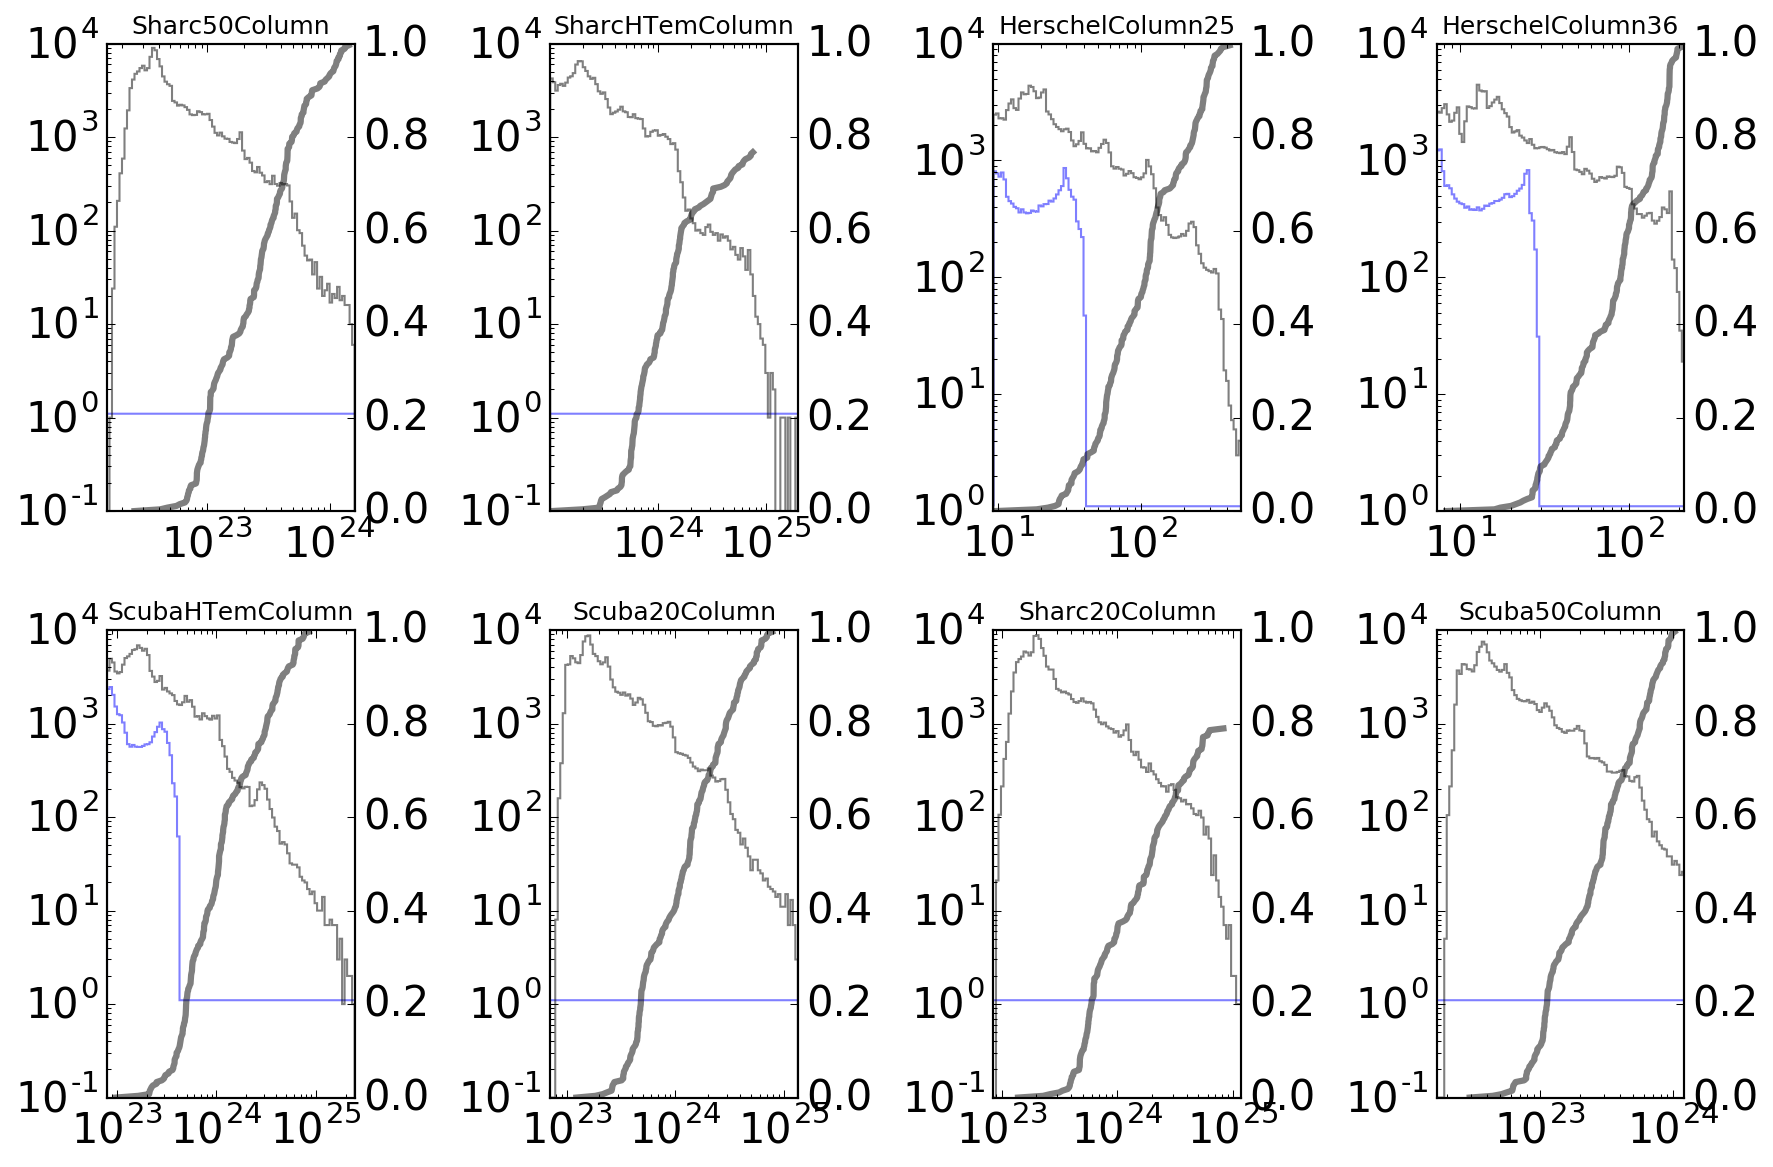 Sharc50Column SharcHTemColumn HerschelColumn25 HerschelColumn36
10^4 1.0 10^4 1.0 10^4 1.0 10^4 1.0
10^3 0.8 10^3 0.8 10^3 0.8 10^3 0.8
10^2 0.6 10^2 0.6 10^2 0.6 10^2 0.6
10^1 0.4 10^1 0.4 10^1 0.4 10^1 0.4
10^0 0.2 10^0 0.2 0.2 0.2
10^-1 0.0 10^-1 0.0 10^0 0.0 10^0 0.0
10^23 10^24 10^24 10^25 10^1 10^2 10^1 10^2
ScubaHTemColumn Scuba20Column Sharc20Column Scuba50Column
10^4 1.0 10^4 1.0 10^4 1.0 10^4 1.0
10^3 0.8 10^3 0.8 10^3 0.8 10^3 0.8
10^2 0.6 10^2 0.6 10^2 0.6 10^2 0.6
10^1 0.4 10^1 0.4 10^1 0.4 10^1 0.4
10^0 0.2 10^0 0.2 10^0 0.2 10^0 0.2
10^-1 0.0 10^-1 0.0 10^-1 0.0 10^-1 0.0
10^23 10^24 10^25 10^23 10^24 10^25 10^23 10^24 10^25 10^23 10^24